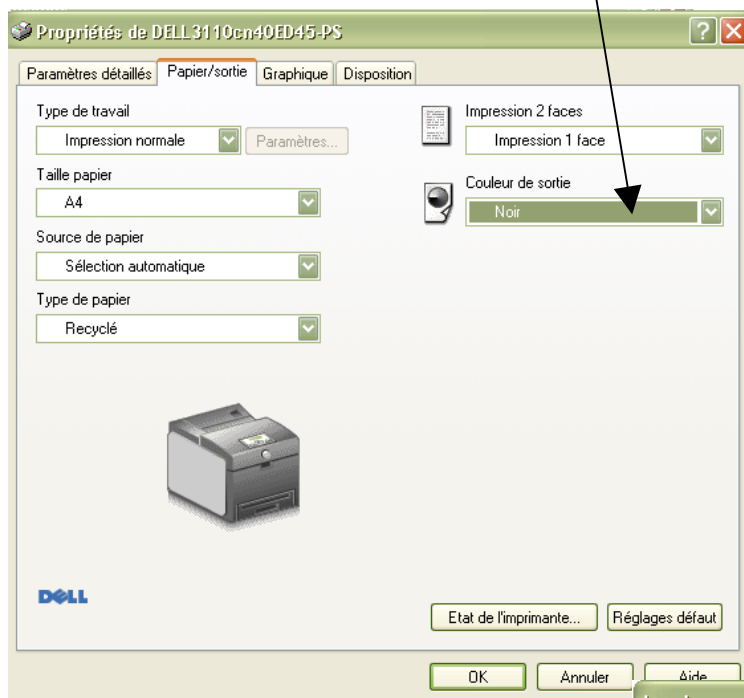 Propriétés de DELL3110cn40ED45-PS
Paramètres détaillés Papier/sortie Graphique Disposition
Type de travail
Impression normale Paramètres...
Taille papier
A4
Source de papier
Sélection automatique
Type de papier
Recyclé
Impression 2 faces
Impression 1 face
Couleur de sortie
Noir
DELL
Etat de l'imprimante... Réglages défaut
OK Annuler Aide